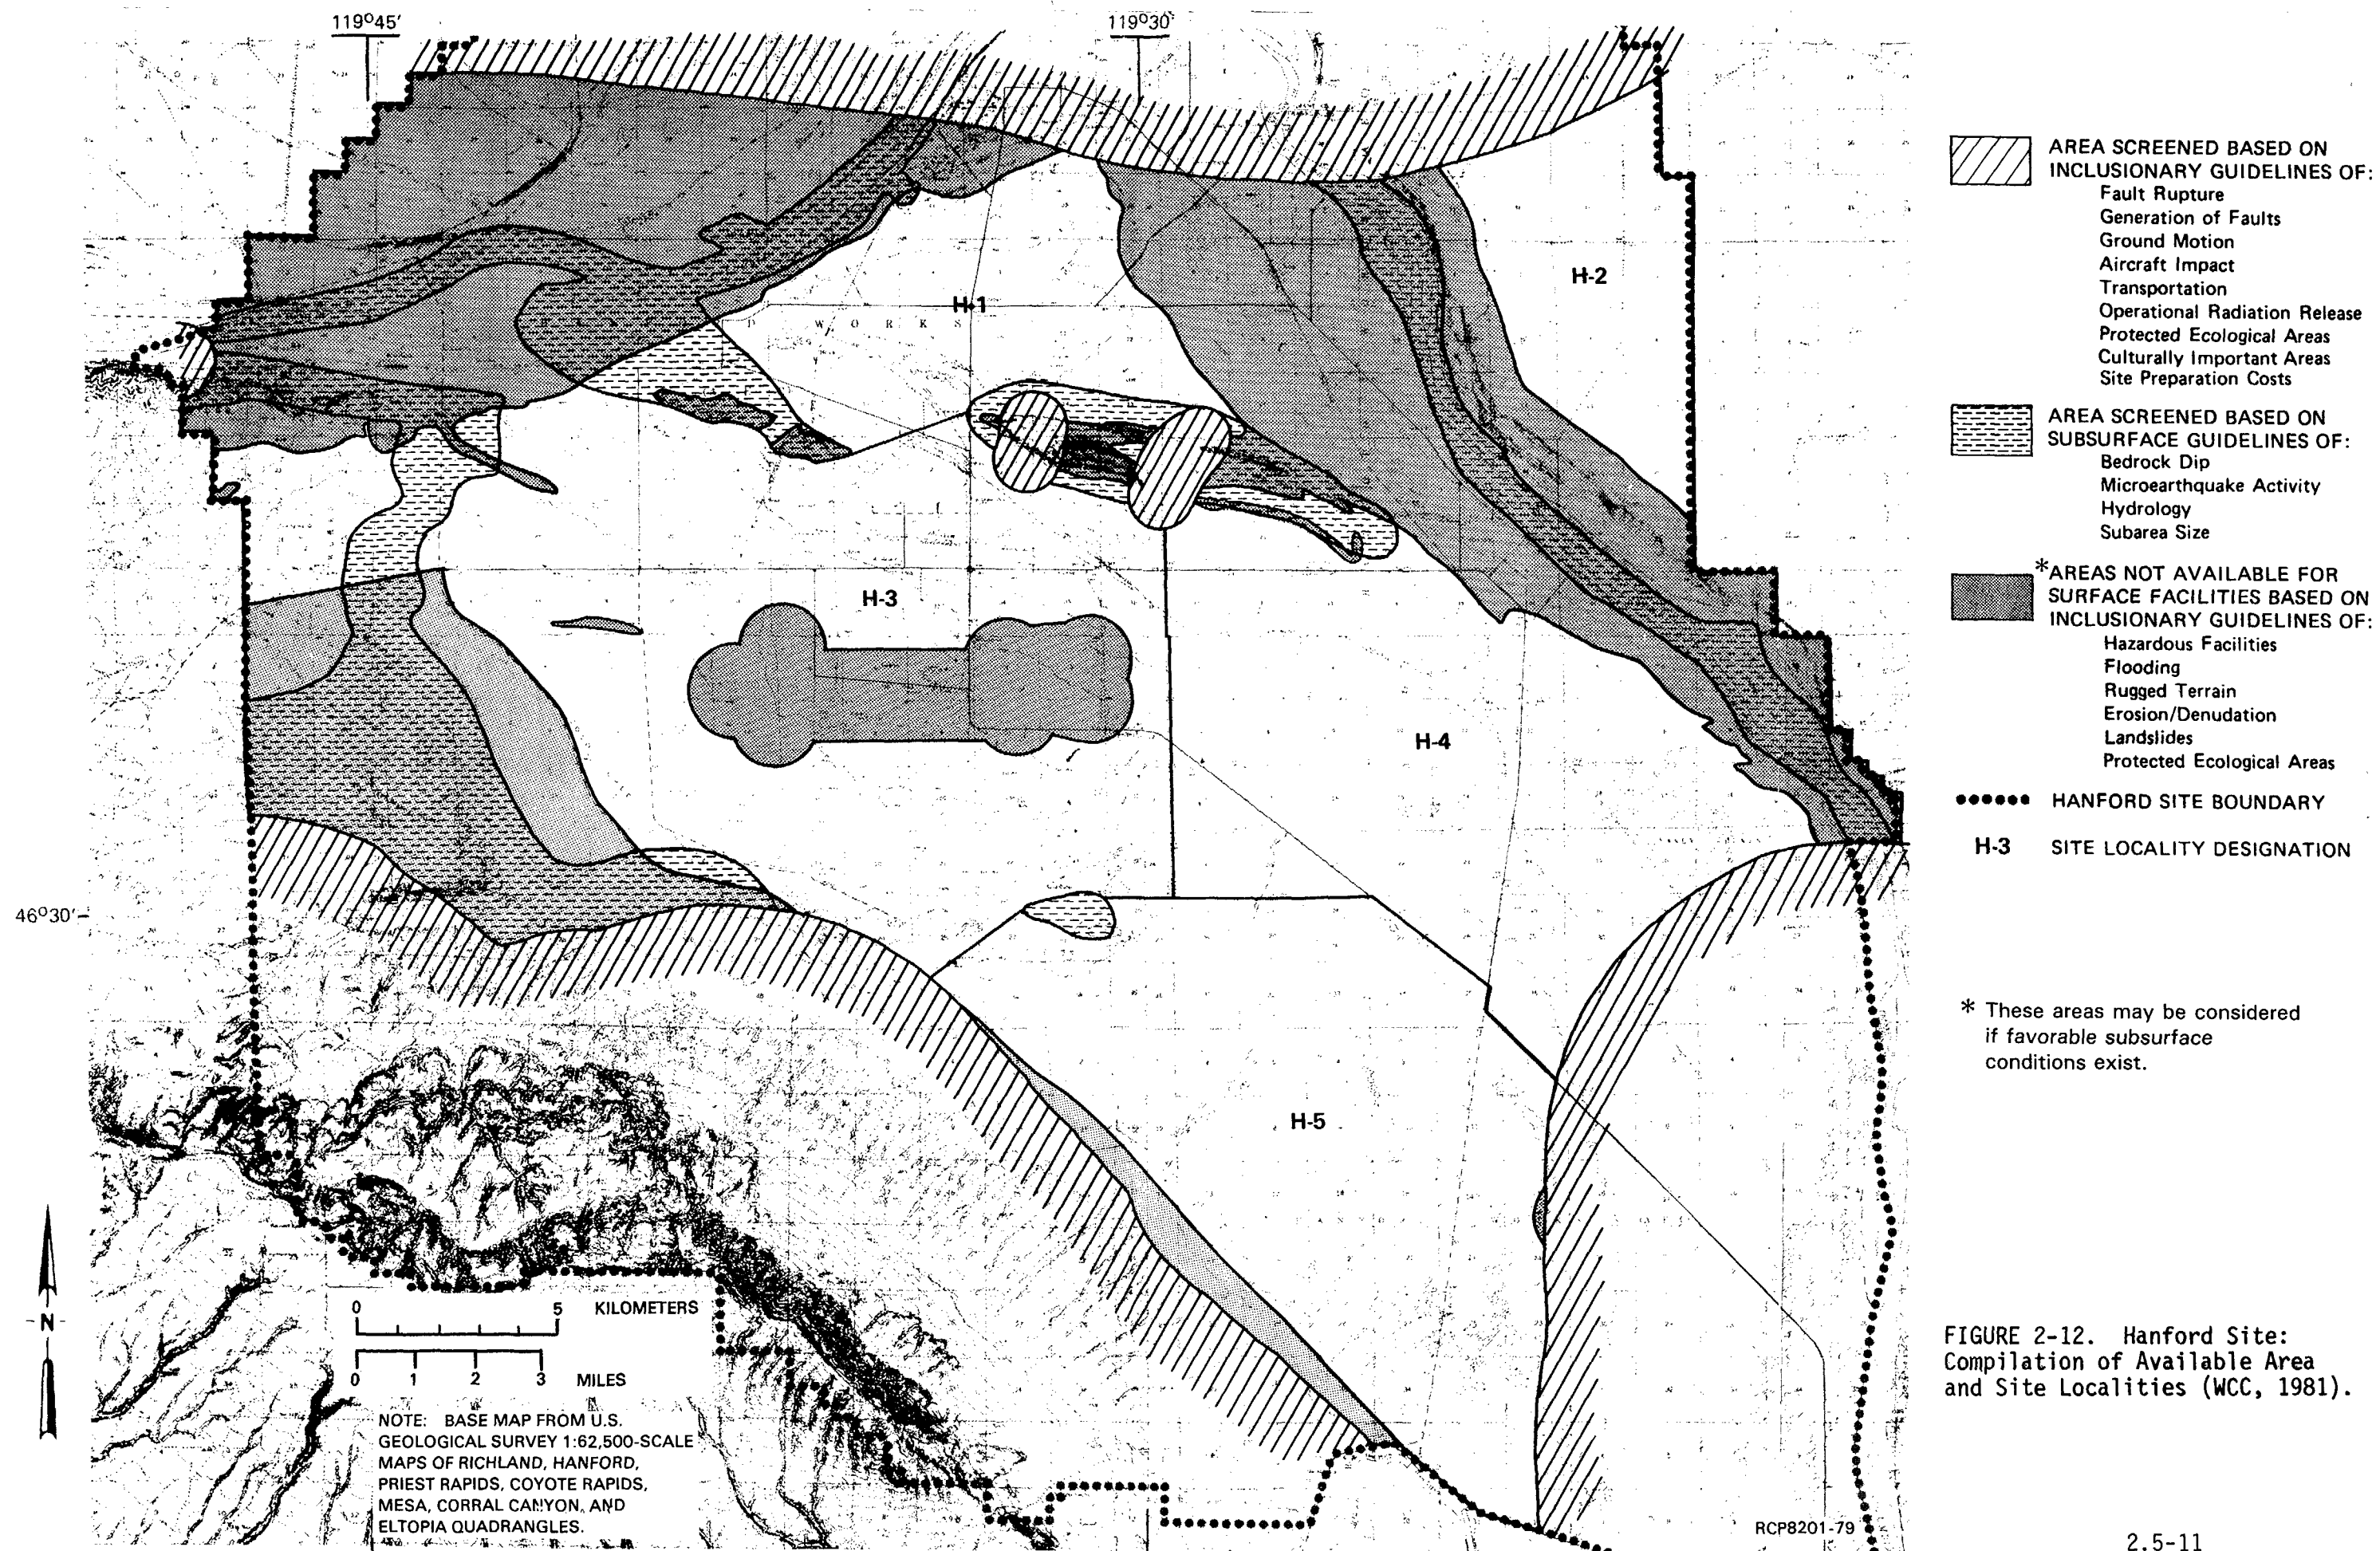 119°45'
119°30'
H-1
H-2
W O R K S
H-3
H-4
H-5
46°30'
-N-
0 5 KILOMETERS
0 1 2 3 MILES
NOTE: BASE MAP FROM U.S.
GEOLOGICAL SURVEY 1:62,500-SCALE
MAPS OF RICHLAND, HANFORD,
PRIEST RAPIDS, COYOTE RAPIDS,
MESA, CORRAL CANYON, AND
ELTOPIA QUADRANGLES.
RCP8201-79
AREA SCREENED BASED ON
INCLUSIONARY GUIDELINES OF:
Fault Rupture
Generation of Faults
Ground Motion
Aircraft Impact
Transportation
Operational Radiation Release
Protected Ecological Areas
Culturally Important Areas
Site Preparation Costs
AREA SCREENED BASED ON
SUBSURFACE GUIDELINES OF:
Bedrock Dip
Microearthquake Activity
Hydrology
Subarea Size
*AREAS NOT AVAILABLE FOR
SURFACE FACILITIES BASED ON
INCLUSIONARY GUIDELINES OF:
Hazardous Facilities
Flooding
Rugged Terrain
Erosion/Denudation
Landslides
Protected Ecological Areas
HANFORD SITE BOUNDARY
H-3 SITE LOCALITY DESIGNATION
* These areas may be considered
if favorable subsurface
conditions exist.
FIGURE 2-12. Hanford Site:
Compilation of Available Area
and Site Localities (WCC, 1981).
2.5-11